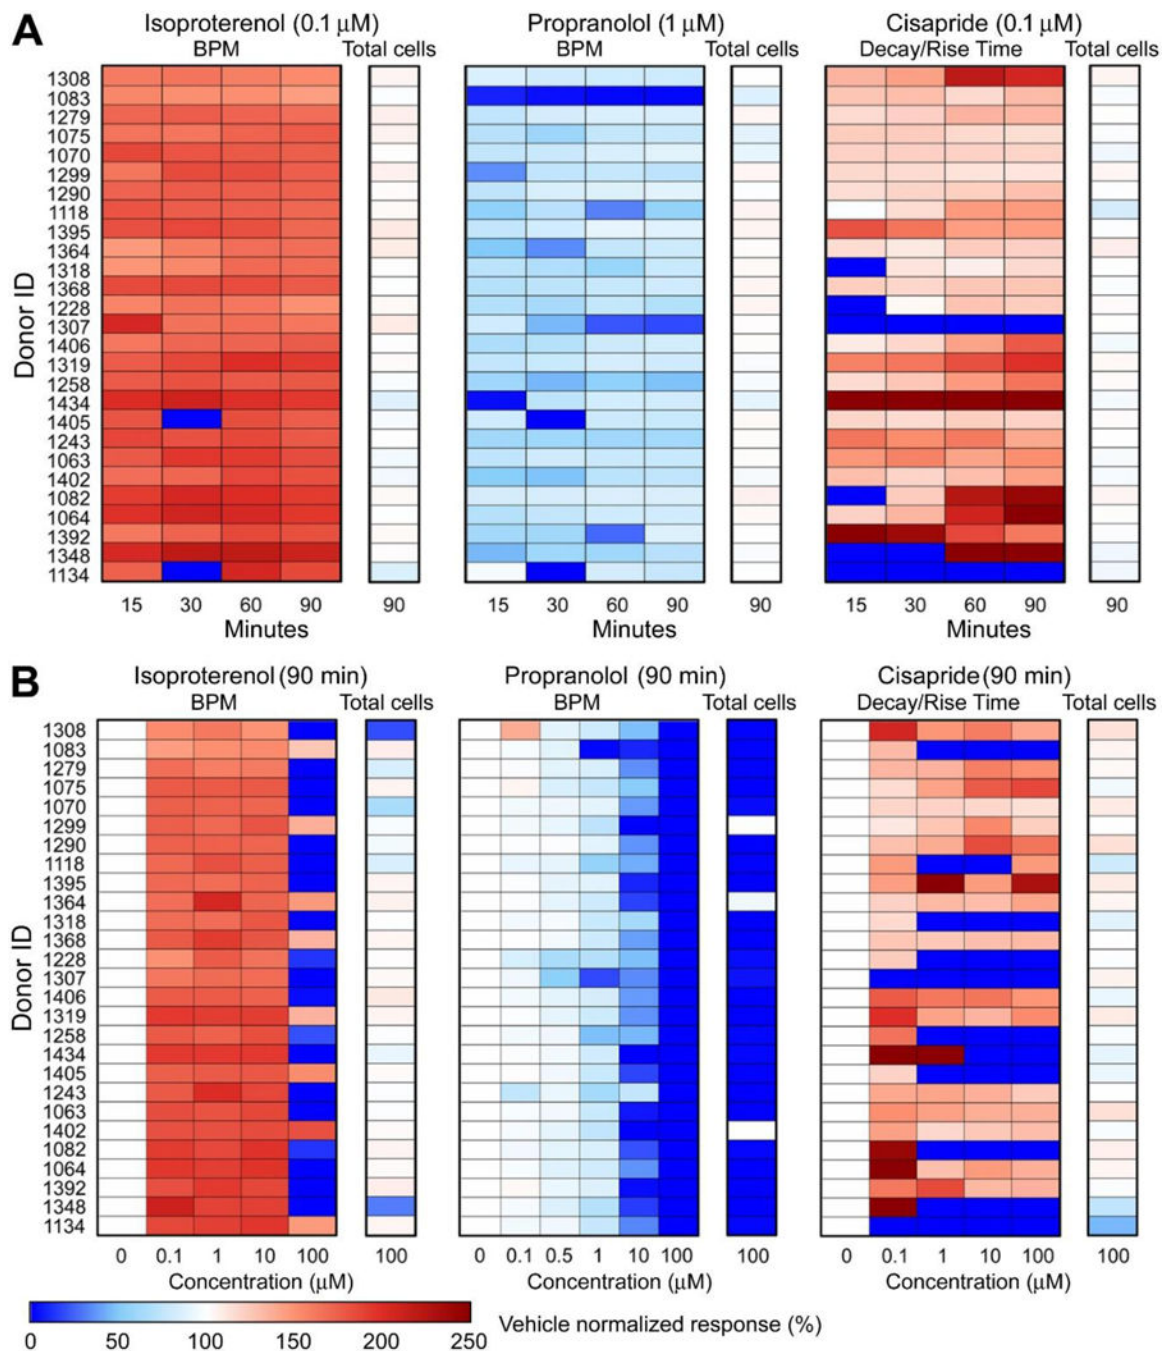 A
Isoproterenol (0.1 µM)
Propranolol (1 µM)
Cisapride (0.1 µM)
BPM
Total cells
BPM
Total cells
Decay/Rise Time
Total cells
Donor ID
1308
1083
1279
1075
1070
1299
1290
1118
1395
1364
1318
1368
1228
1307
1406
1319
1258
1434
1405
1243
1063
1402
1082
1064
1392
1348
1134
15 30 60 90 90
15 30 60 90 90
15 30 60 90 90
Minutes
Minutes
Minutes
B
Isoproterenol (90 min)
Propranolol (90 min)
Cisapride (90 min)
BPM
Total cells
BPM
Total cells
Decay/Rise Time
Total cells
Donor ID
1308
1083
1279
1075
1070
1299
1290
1118
1395
1364
1318
1368
1228
1307
1406
1319
1258
1434
1405
1243
1063
1402
1082
1064
1392
1348
1134
0 0.1 1 10 100 100
0 0.1 0.5 1 10 100 100
0 0.1 1 10 100 100
Concentration (µM)
Concentration (µM)
Concentration (µM)
0 50 100 150 200 250
Vehicle normalized response (%)